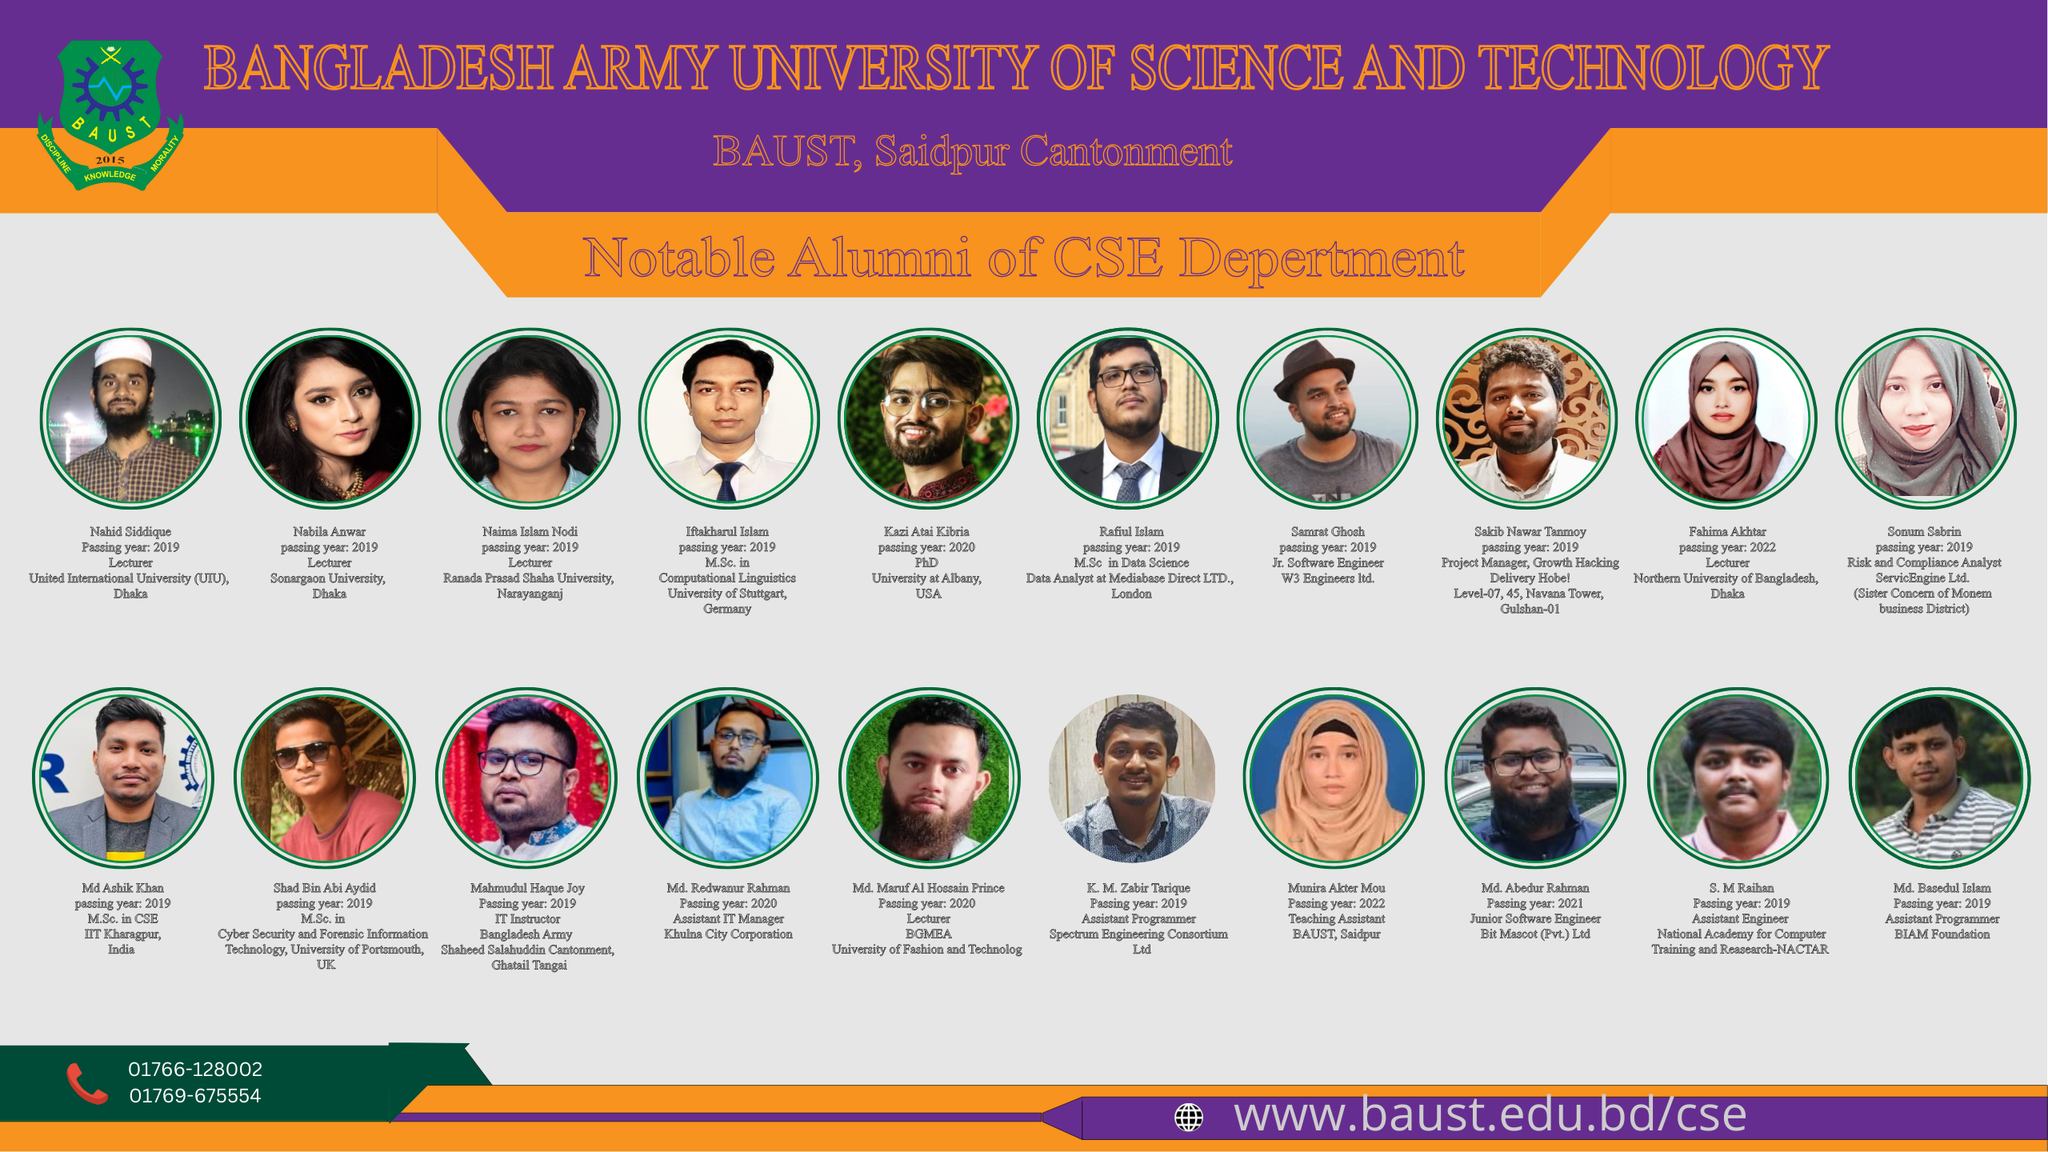 BANGLADESH ARMY UNIVERSITY OF SCIENCE AND TECHNOLOGY
BAUST, Saidpur Cantonment
BAUST
2015
DISCIPLINE
KNOWLEDGE
MORALITY
Notable Alumni of CSE Depertment
Nahid Siddique
Passing year: 2019
Lecturer
United International University (UIU),
Dhaka
Nabila Anwar
passing year: 2019
Lecturer
Sonargaon University,
Dhaka
Naima Islam Nodi
passing year: 2019
Lecturer
Ranada Prasad Shaha University,
Narayanganj
Iftakharul Islam
passing year: 2019
M.Sc. in
Computational Linguistics
University of Stuttgart,
Germany
Kazi Atai Kibria
passing year: 2020
PhD
University at Albany,
USA
Rafiul Islam
passing year: 2019
M.Sc in Data Science
Data Analyst at Mediabase Direct LTD.,
London
Samrat Ghosh
passing year: 2019
Jr. Software Engineer
W3 Engineers ltd.
Sakib Nawar Tanmoy
passing year: 2019
Project Manager, Growth Hacking
Delivery Hobe!
Level-07, 45, Navana Tower,
Gulshan-01
Fahima Akhtar
passing year: 2022
Lecturer
Northern University of Bangladesh,
Dhaka
Sonum Sabrin
passing year: 2019
Risk and Compliance Analyst
ServicEngine Ltd.
(Sister Concern of Monem
business District)
R
Md Ashik Khan
passing year: 2019
M.Sc. in CSE
IIT Kharagpur,
India
Shad Bin Abi Aydid
passing year: 2019
M.Sc. in
Cyber Security and Forensic Information
Technology, University of Portsmouth,
UK
Mahmudul Haque Joy
Passing year: 2019
IT Instructor
Bangladesh Army
Shaheed Salahuddin Cantonment,
Ghatail Tangai
Md. Redwanur Rahman
Passing year: 2020
Assistant IT Manager
Khulna City Corporation
Md. Maruf Al Hossain Prince
Passing year: 2020
Lecturer
BGMEA
University of Fashion and Technolog
K. M. Zabir Tarique
Passing year: 2019
Assistant Programmer
Spectrum Engineering Consortium
Ltd
Munira Akter Mou
Passing year: 2022
Teaching Assistant
BAUST, Saidpur
Md. Abedur Rahman
Passing year: 2021
Junior Software Engineer
Bit Mascot (Pvt.) Ltd
S. M Raihan
Passing year: 2019
Assistant Engineer
National Academy for Computer
Training and Reasearch-NACTAR
Md. Basedul Islam
Passing year: 2019
Assistant Programmer
BIAM Foundation
01766-128002
01769-675554
www.baust.edu.bd/cse